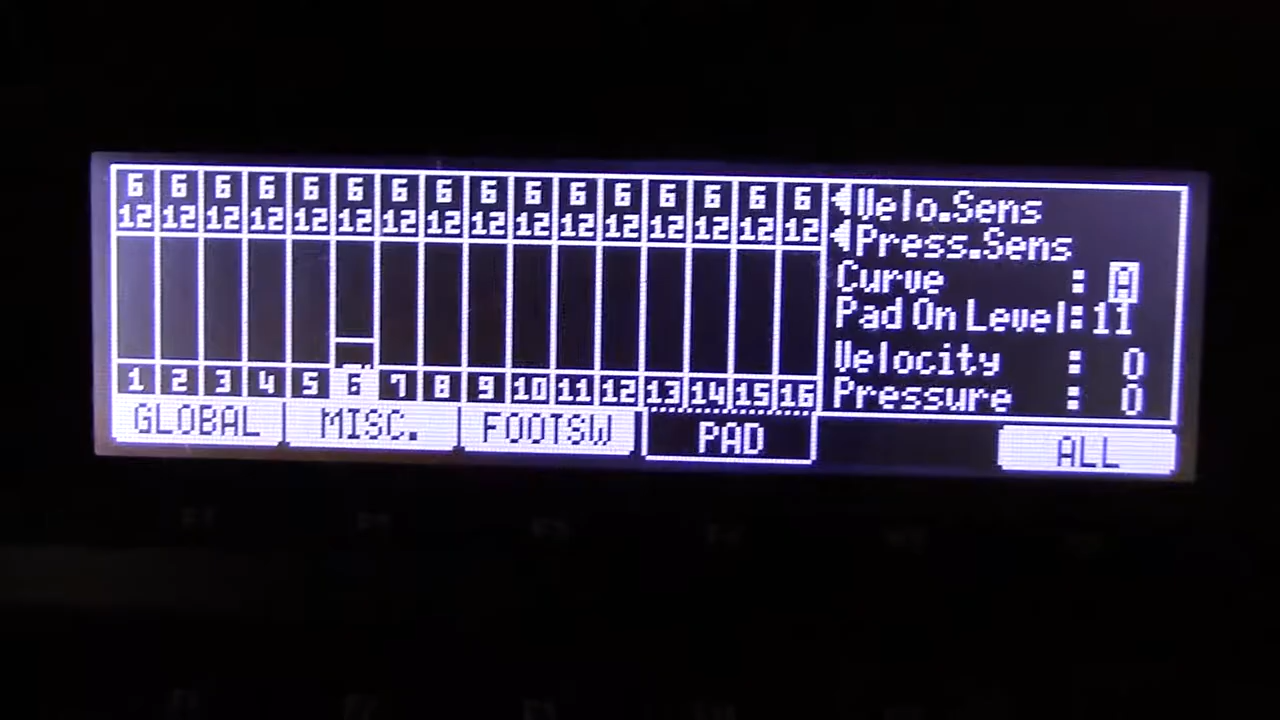 6 6 6 6 6 6 6 6 6 6 6 6 6 6 6 6 Velo.Sens
12 12 12 12 12 12 12 12 12 12 12 12 12 12 12 12 Press.Sens
Curve : A
Pad On Level:11
Velocity : 0
1 2 3 4 5 6 7 8 9 10 11 12 13 14 15 16 Pressure : 0
GLOBAL MISC. FOOTSW PAD ALL